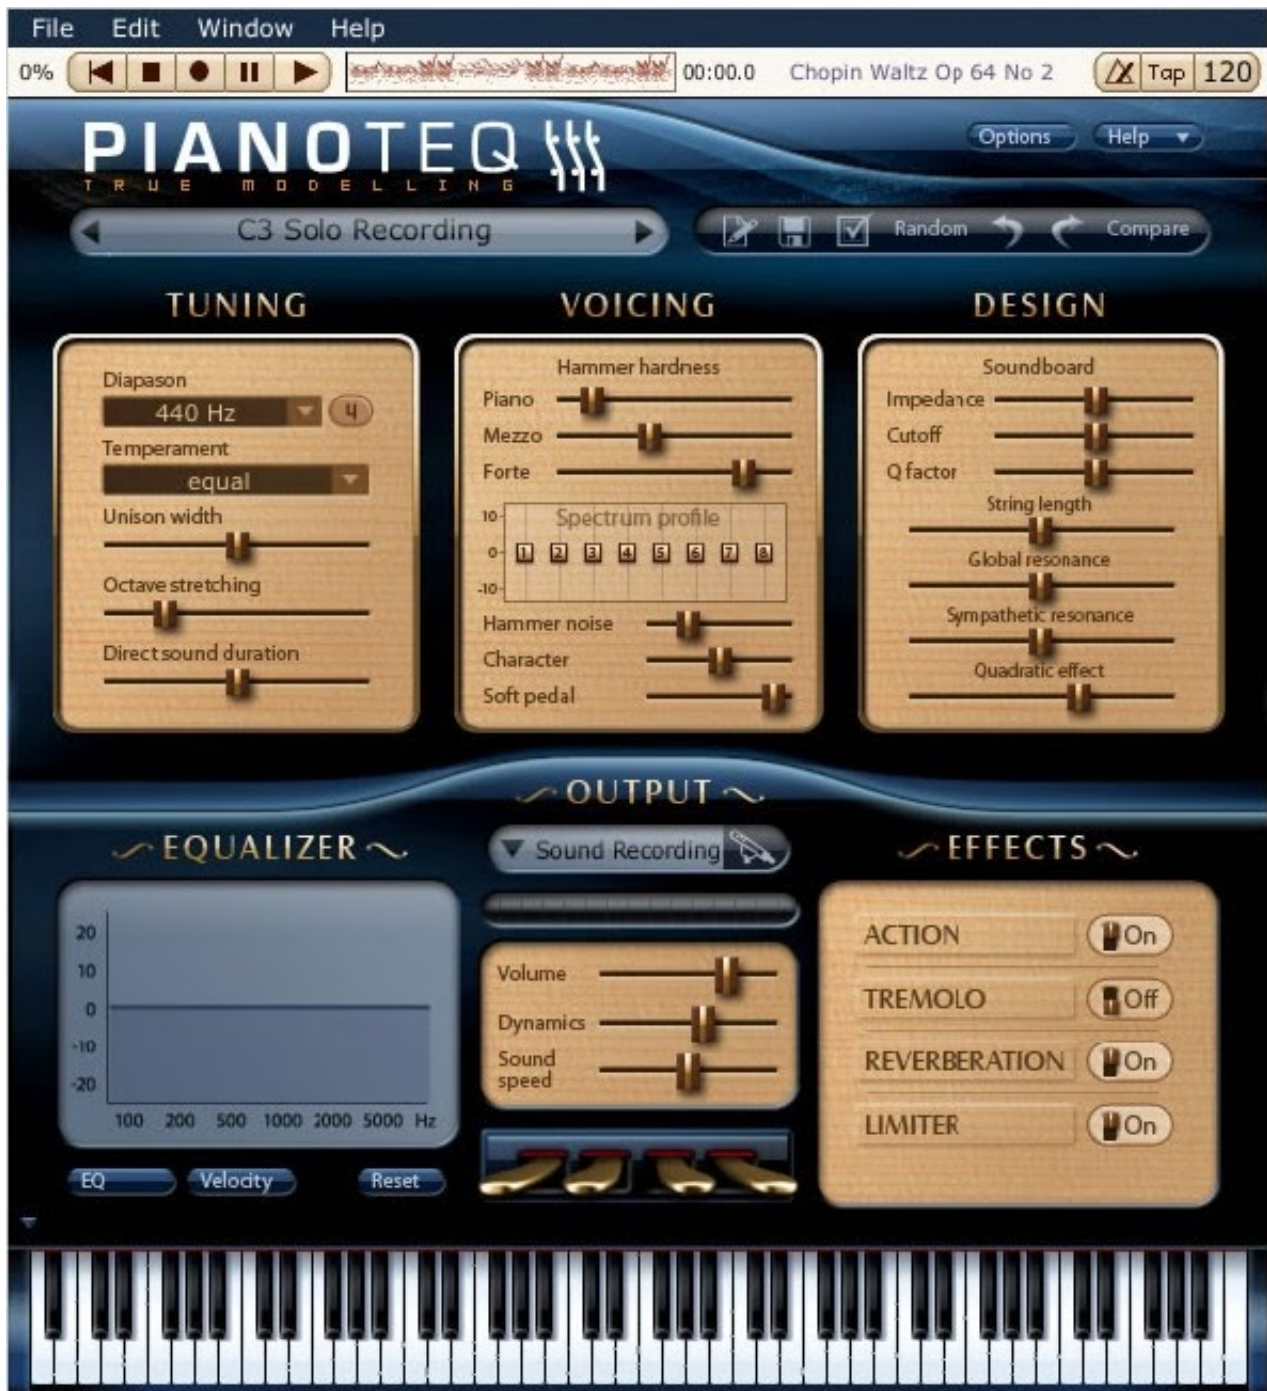 File Edit Window Help
0% 00:00.0 Chopin Waltz Op 64 No 2 Tap 120
PIANOTEQ
TRUE MODELLING
Options Help
C3 Solo Recording
Random Compare
TUNING
Diapason
440 Hz
Temperament
equal
Unison width
Octave stretching
Direct sound duration
VOICING
Hammer hardness
Piano
Mezzo
Forte
Spectrum profile
10
0
-10
1 2 3 4 5 6 7 8
Hammer noise
Character
Soft pedal
DESIGN
Soundboard
Impedance
Cutoff
Q factor
String length
Global resonance
Sympathetic resonance
Quadratic effect
EQUALIZER
20
10
0
-10
-20
100 200 500 1000 2000 5000 Hz
EQ Velocity Reset
OUTPUT
Sound Recording
Volume
Dynamics
Sound
speed
EFFECTS
ACTION On
TREMOLO Off
REVERBERATION On
LIMITER On